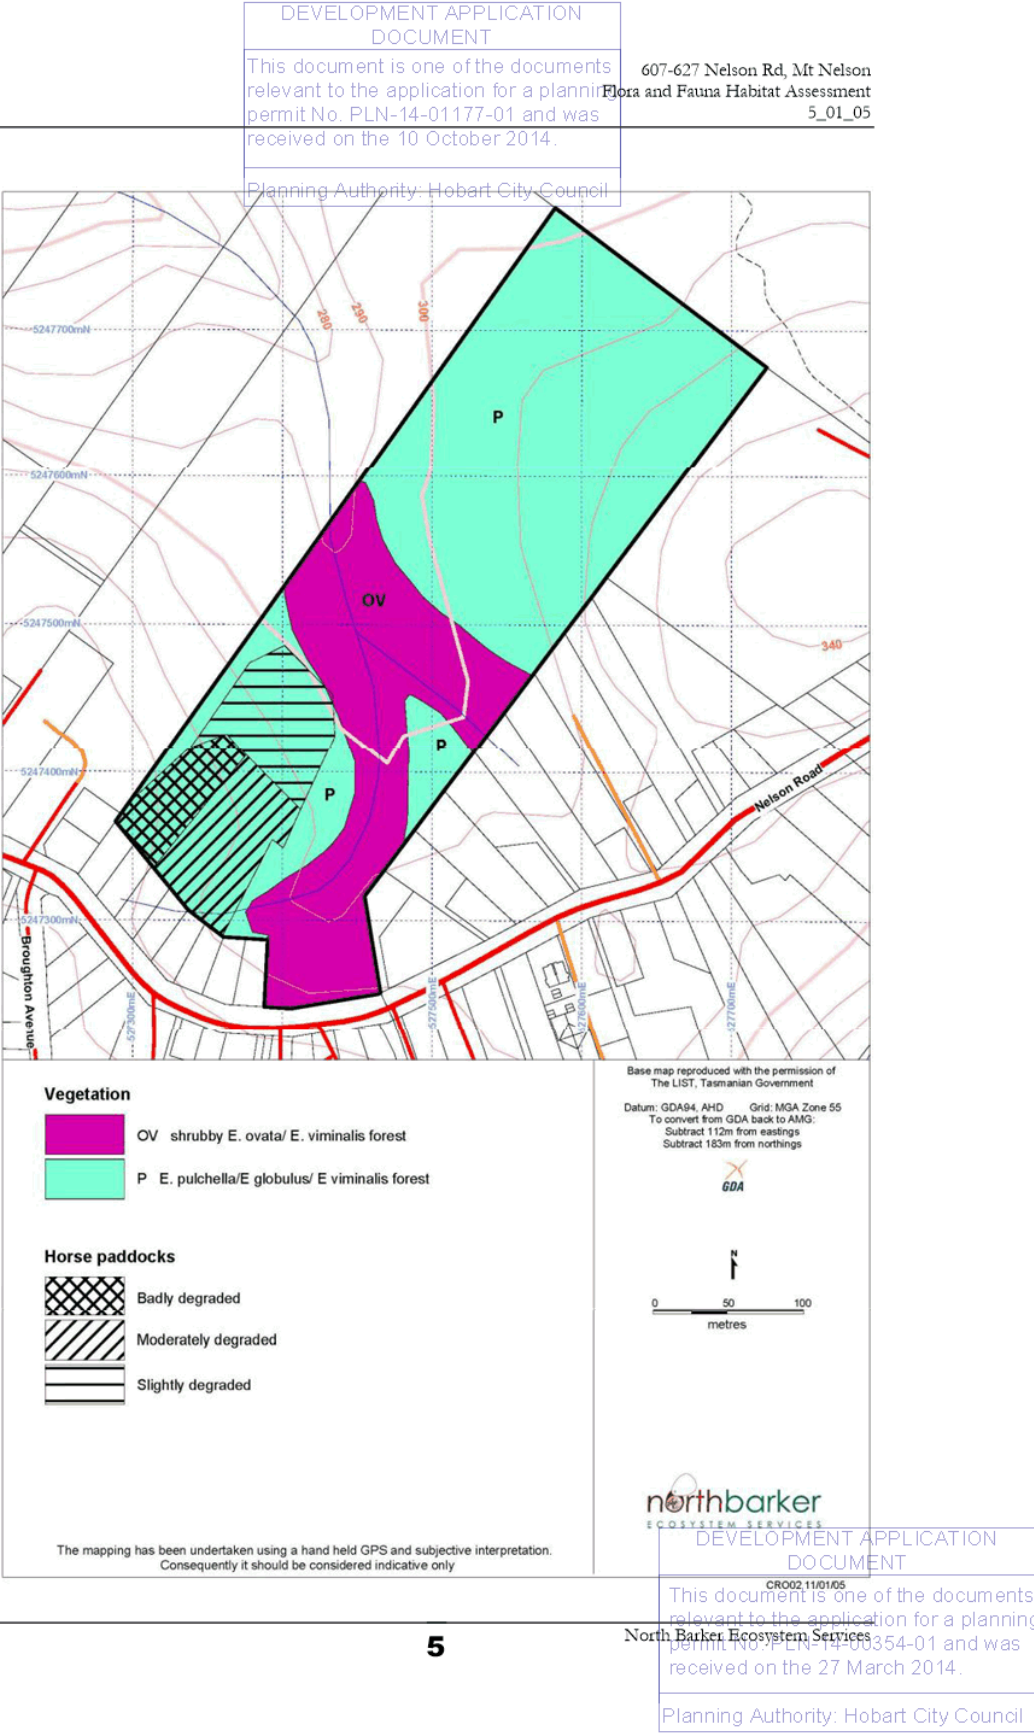 DEVELOPMENT APPLICATION
DOCUMENT
This document is one of the documents
relevant to the application for a planning
permit No. PLN-14-01177-01 and was
received on the 10 October 2014.
Planning Authority: Hobart City Council
607-627 Nelson Rd, Mt Nelson
Flora and Fauna Habitat Assessment
5_01_05
280
290
300
5247700mN
P
5247600mN
OV
5247500mN
340
P
5247400mN
P
Nelson Road
5247300mN
Broughton Avenue
527500mE
527600mE
527700mE
Vegetation
OV shrubby E. ovata/ E. viminalis forest
P E. pulchella/E globulus/ E viminalis forest
Horse paddocks
Badly degraded
Moderately degraded
Slightly degraded
Base map reproduced with the permission of
The LIST, Tasmanian Government
Datum: GDA94, AHD Grid: MGA Zone 55
To convert from GDA back to AMG:
Subtract 112m from eastings
Subtract 183m from northings
GDA
N
0 50 100
metres
northbarker
ECOSYSTEM SERVICES
The mapping has been undertaken using a hand held GPS and subjective interpretation.
Consequently it should be considered indicative only
CRO02,11/01/05
5
North Barker Ecosystem Services
DEVELOPMENT APPLICATION
DOCUMENT
This document is one of the documents
relevant to the application for a planning
permit No. PLN-14-00354-01 and was
received on the 27 March 2014.
Planning Authority: Hobart City Council